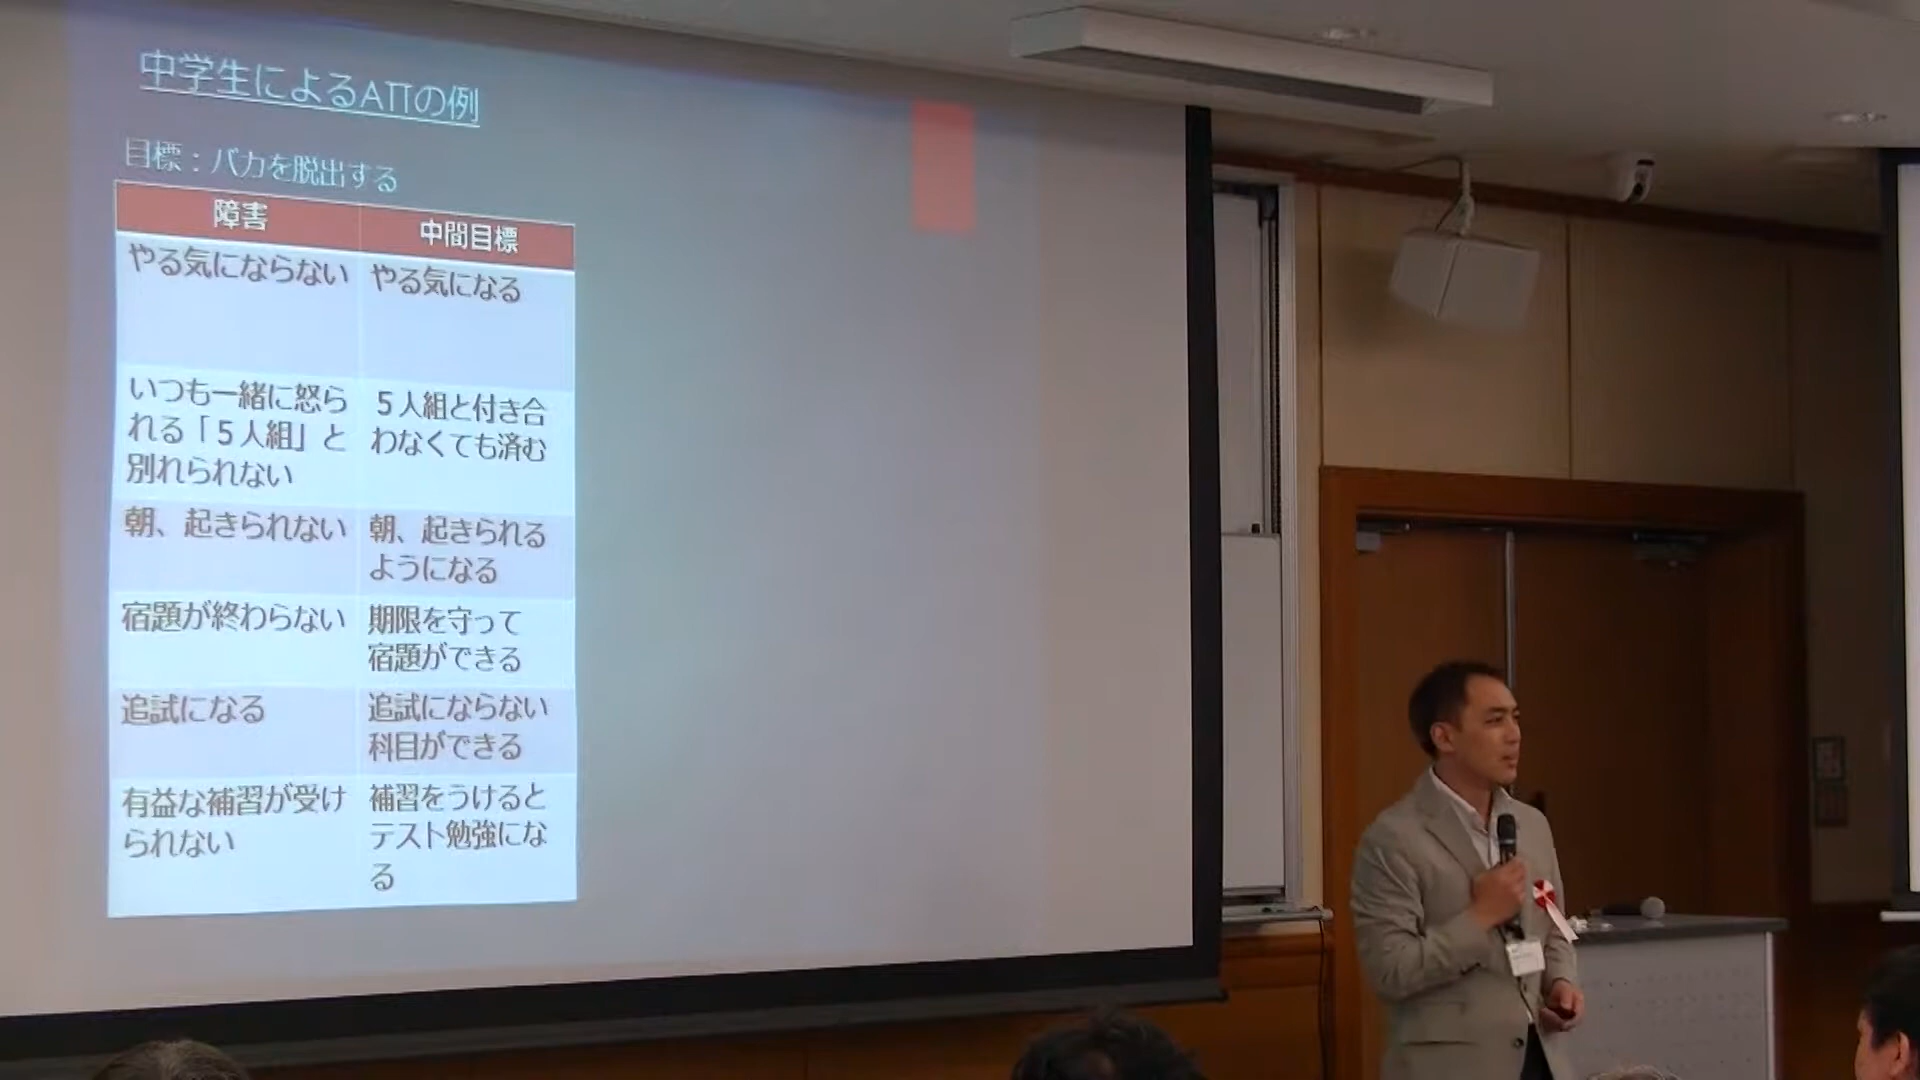 中学生によるATTの例
目標：バカを脱出する
障害
中間目標
やる気にならない
やる気になる
いつも一緒に怒ら
れる「５人組」と
別れられない
５人組と付き合
わなくても済む
朝、起きられない
朝、起きられる
ようになる
宿題が終わらない
期限を守って
宿題ができる
追試になる
追試にならない
科目ができる
有益な補習が受け
られない
補習をうけると
テスト勉強にな
る